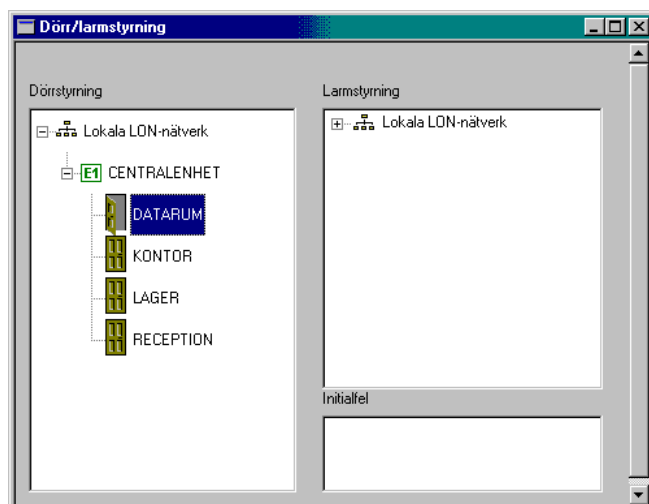 Dörr/larmstyrning
Dörrstyrning
Lokala LON-nätverk
E1 CENTRALENHET
DATARUM
KONTOR
LAGER
RECEPTION
Larmstyrning
Lokala LON-nätverk
Initialfel